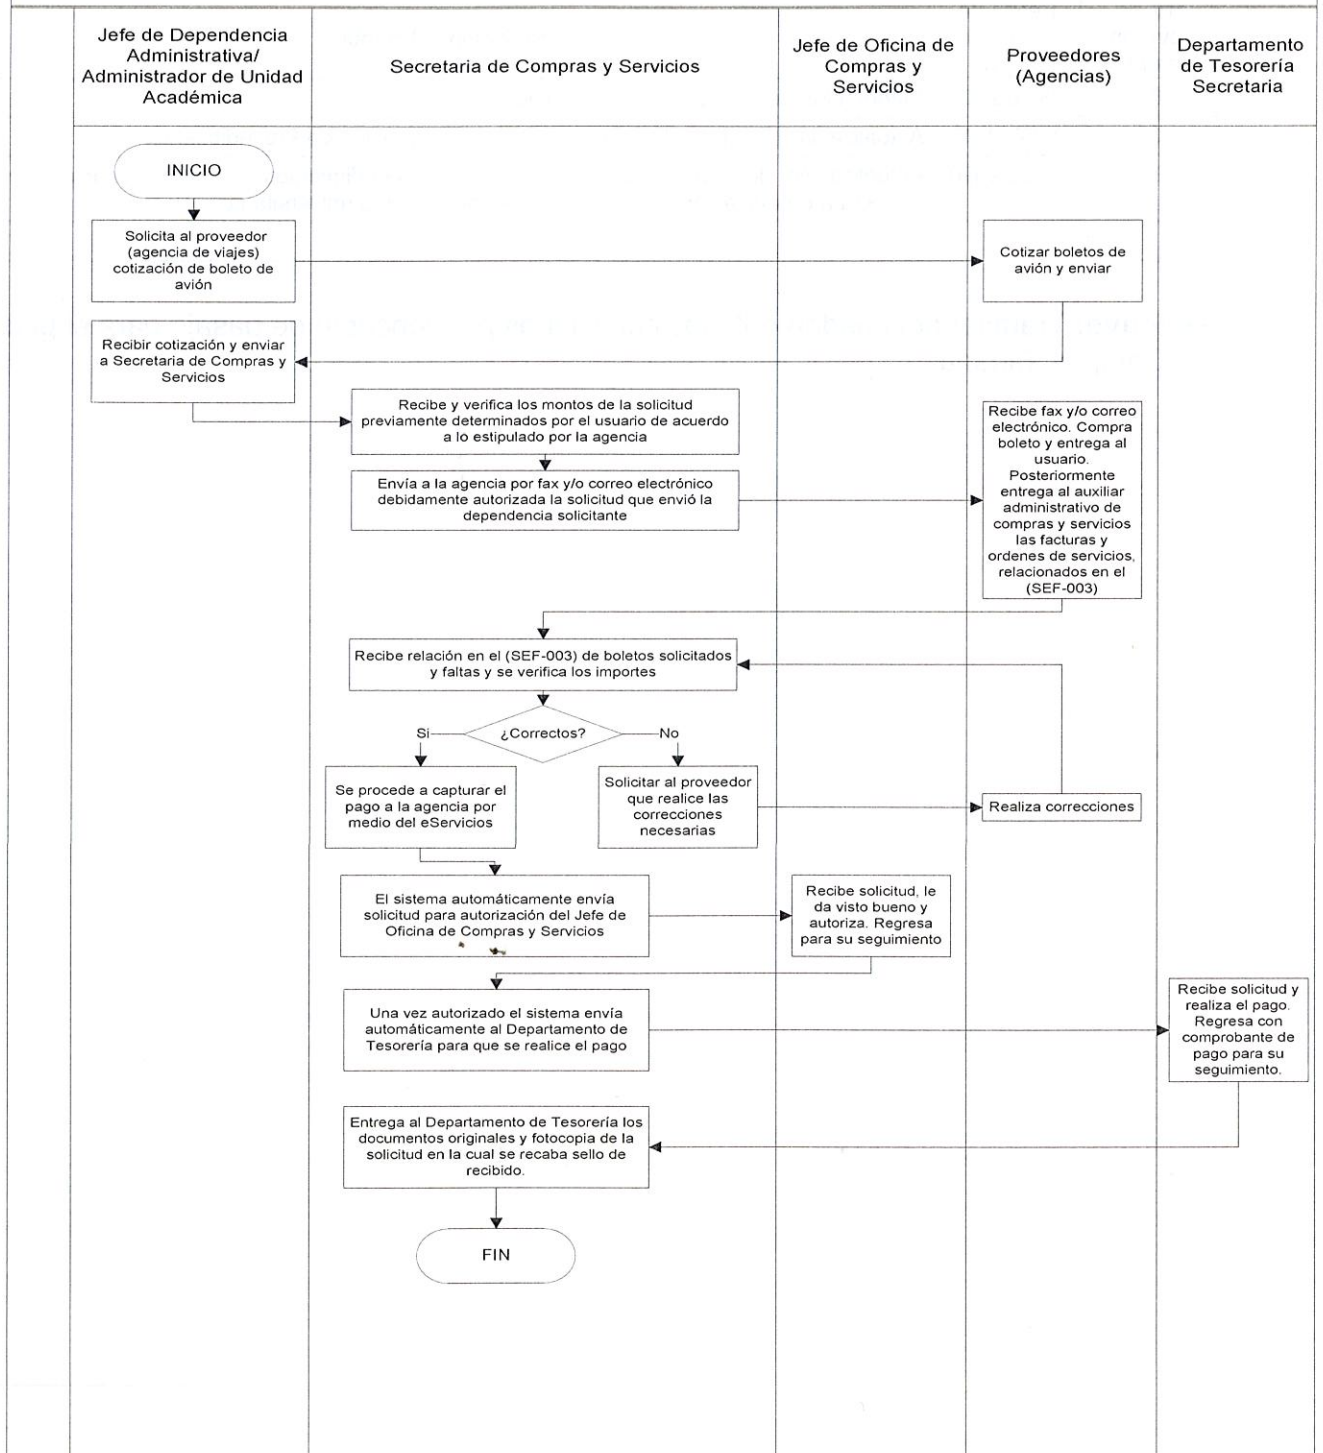 Jefe de Dependencia
Administrativa/
Administrador de Unidad
Académica
Secretaria de Compras y Servicios
Jefe de Oficina de
Compras y
Servicios
Proveedores
(Agencias)
Departamento
de Tesorería
Secretaria
INICIO
Solicita al proveedor
(agencia de viajes)
cotización de boleto de
avión
Cotizar boletos de
avión y enviar
Recibir cotización y enviar
a Secretaria de Compras y
Servicios
Recibe y verifica los montos de la solicitud
previamente determinados por el usuario de acuerdo
a lo estipulado por la agencia
Envía a la agencia por fax y/o correo electrónico
debidamente autorizada la solicitud que envió la
dependencia solicitante
Recibe fax y/o correo
electrónico. Compra
boleto y entrega al
usuario.
Posteriormente
entrega al auxiliar
administrativo de
compras y servicios
las facturas y
ordenes de servicios,
relacionados en el
(SEF-003)
Recibe relación en el (SEF-003) de boletos solicitados
y faltas y se verifica los importes
¿Correctos?
Si
No
Se procede a capturar el
pago a la agencia por
medio del eServicios
Solicitar al proveedor
que realice las
correcciones
necesarias
Realiza correcciones
El sistema automáticamente envía
solicitud para autorización del Jefe de
Oficina de Compras y Servicios
Recibe solicitud, le
da visto bueno y
autoriza. Regresa
para su seguimiento
Una vez autorizado el sistema envía
automáticamente al Departamento de
Tesorería para que se realice el pago
Recibe solicitud y
realiza el pago.
Regresa con
comprobante de
pago para su
seguimiento.
Entrega al Departamento de Tesorería los
documentos originales y fotocopia de la
solicitud en la cual se recaba sello de
recibido.
FIN